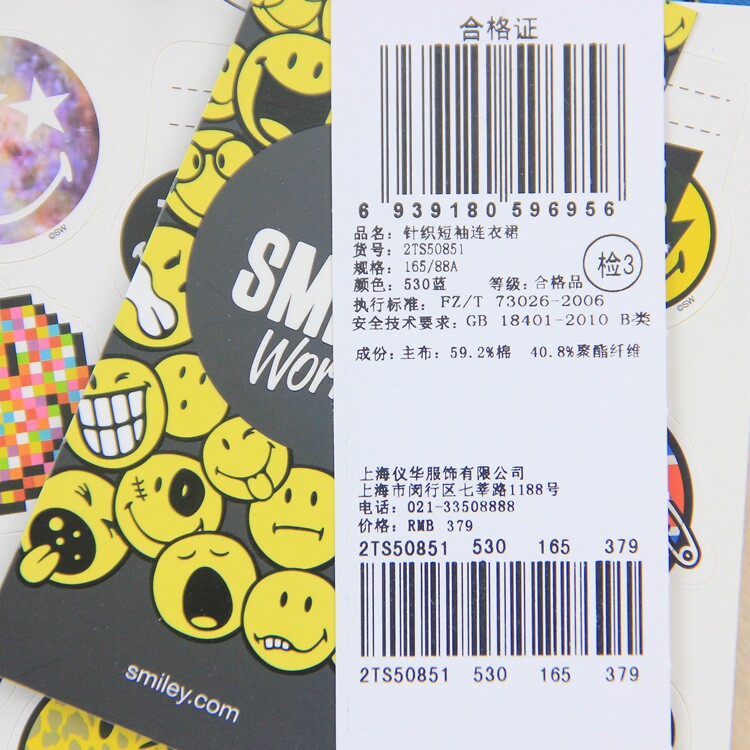 合格证
6 939180 596956
品名: 针织短袖连衣裙
货号: 2TS50851
规格: 165/88A
颜色: 530蓝 等级: 合格品
检3
执行标准: FZ/T 73026-2006
安全技术要求: GB 18401-2010 B类
成份: 主布: 59.2%棉 40.8%聚酯纤维
上海仪华服饰有限公司
上海市闵行区七莘路1188号
电话: 021-33508888
价格: RMB 379
2TS50851 530 165 379
2TS50851 530 165 379
smiley.com
©SW
©SW